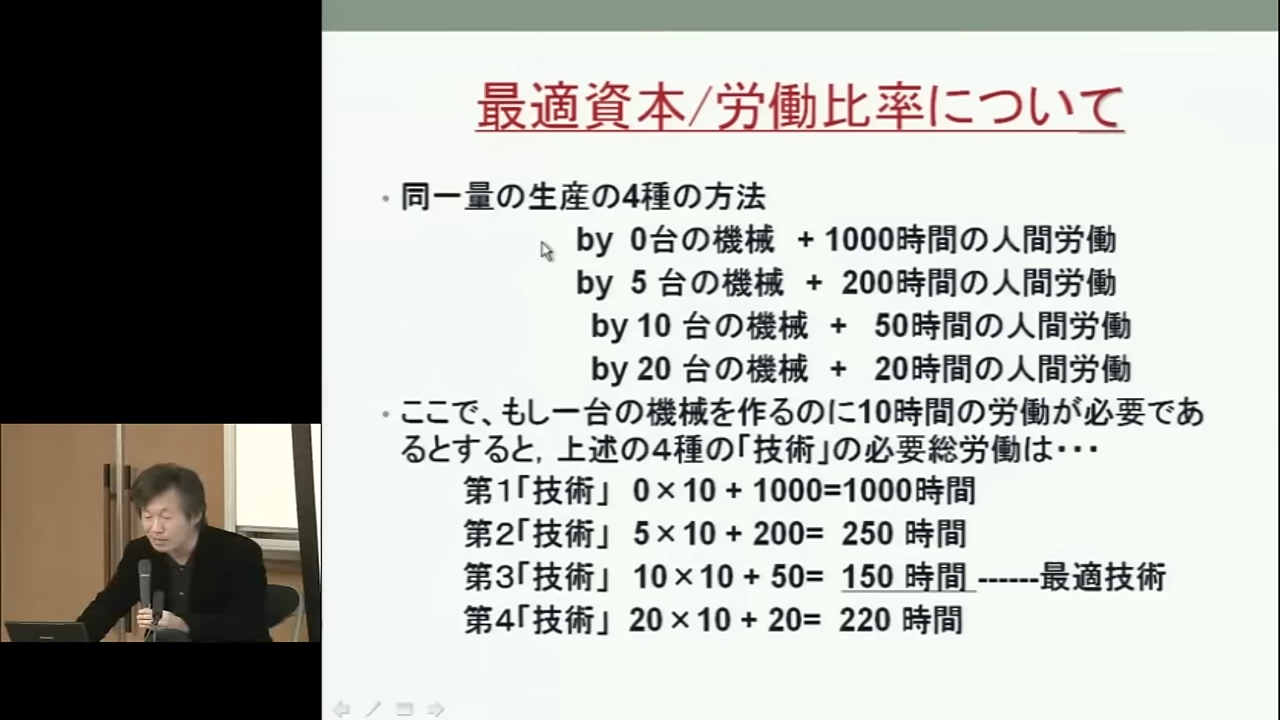 最適資本/労働比率について
・同一量の生産の4種の方法
by 0台の機械 + 1000時間の人間労働
by 5 台の機械 + 200時間の人間労働
by 10 台の機械 + 50時間の人間労働
by 20 台の機械 + 20時間の人間労働
・ここで、もし一台の機械を作るのに10時間の労働が必要であ
るとすると, 上述の４種の「技術」の必要総労働は・・・
第１「技術」 0×10 + 1000=1000時間
第２「技術」 5×10 + 200= 250 時間
第３「技術」 10×10 + 50= 150 時間 ------最適技術
第４「技術」 20×10 + 20= 220 時間